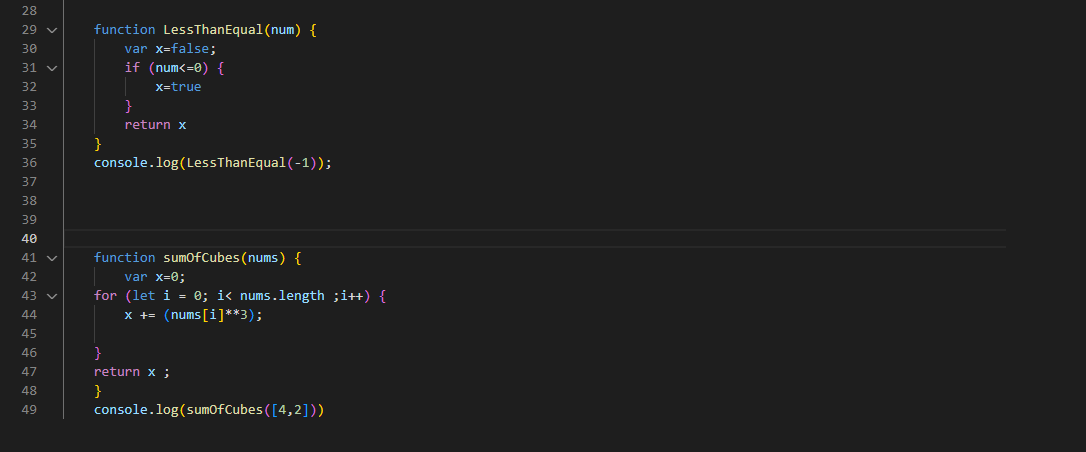 28
29 function LessThanEqual(num) {
30 var x=false;
31 if (num<=0) {
32 x=true
33 }
34 return x
35 }
36 console.log(LessThanEqual(-1));
37
38
39
40
41 function sumOfCubes(nums) {
42 var x=0;
43 for (let i = 0; i< nums.length ;i++) {
44 x += (nums[i]**3);
45
46 }
47 return x ;
48 }
49 console.log(sumOfCubes([4,2]))